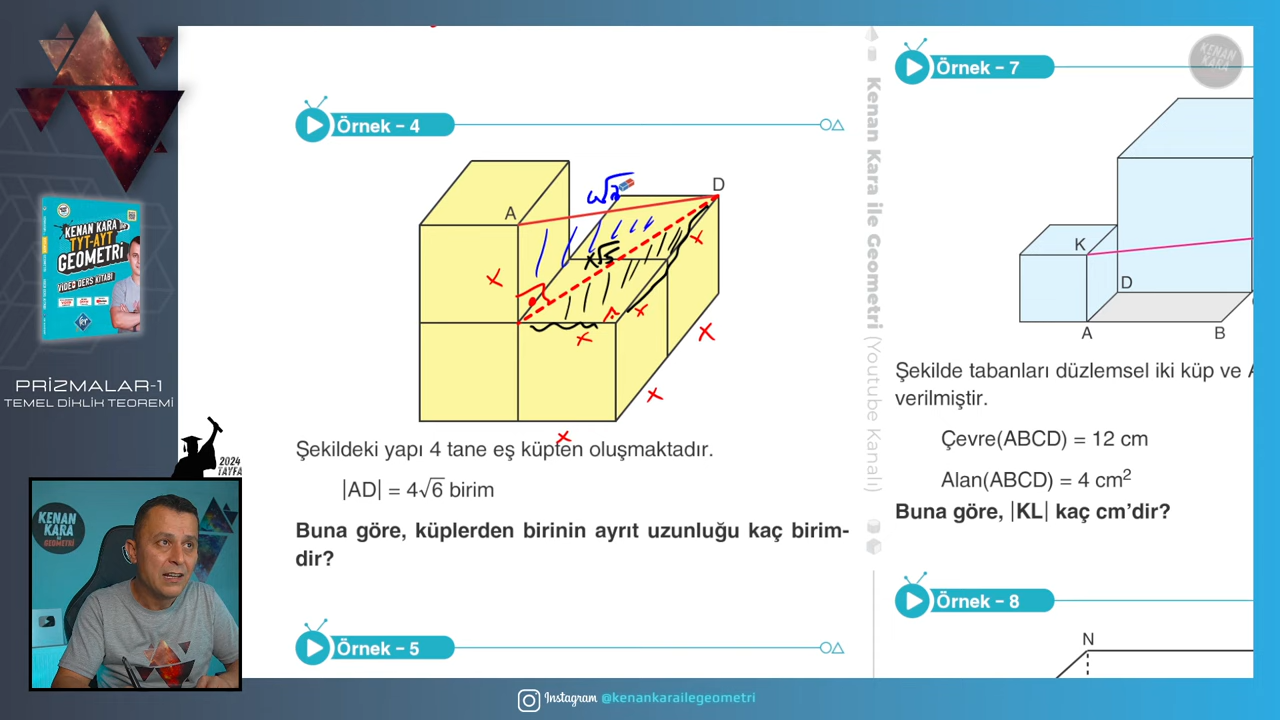 KENAN KARA
TYT-AYT
GEOMETRİ
VİDEO DERS KİTABI
PRİZMALAR-1
TEMEL DİKLİK TEOREMİ
2024
TAYFA
KENAN
KARA
GEOMETRİ
Örnek – 4
A
D
x√5
x
x
x
x
x
x
x
Şekildeki yapı 4 tane eş küpten oluşmaktadır.
|AD| = 4√6 birim
Buna göre, küplerden birinin ayrıt uzunluğu kaç birim-
dir?
Örnek – 5
Kenan Kara ile Geometri (Youtube Kanalı)
Örnek – 7
KENAN
KARA
K
D
A
B
Şekilde tabanları düzlemsel iki küp ve A
verilmiştir.
Çevre(ABCD) = 12 cm
Alan(ABCD) = 4 cm²
Buna göre, |KL| kaç cm'dir?
Örnek – 8
N
Instagram @kenankarailegeometri